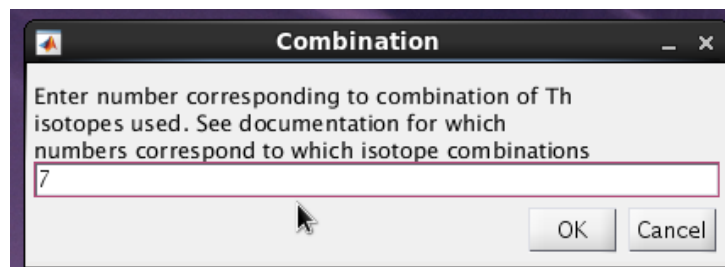 Combination
Enter number corresponding to combination of Th
isotopes used. See documentation for which
numbers correspond to which isotope combinations
7
OK Cancel